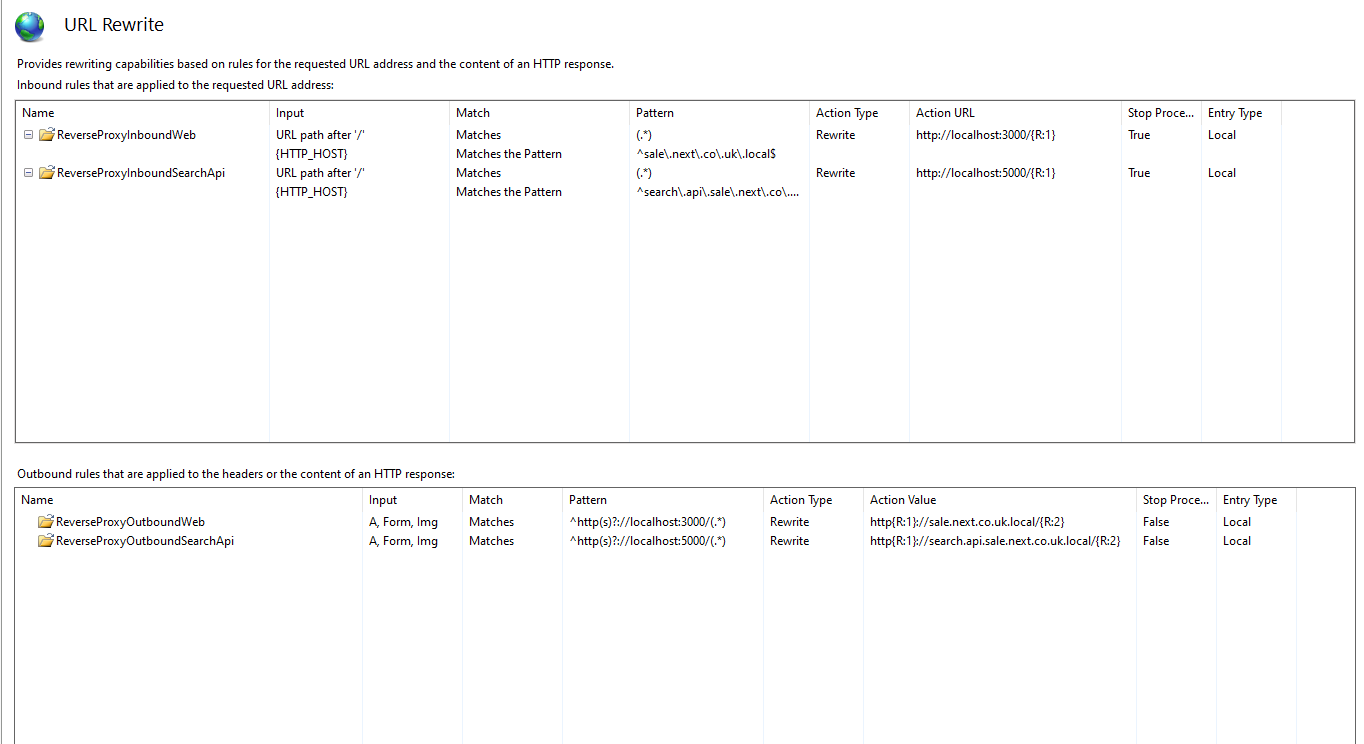 URL Rewrite
Provides rewriting capabilities based on rules for the requested URL address and the content of an HTTP response.
Inbound rules that are applied to the requested URL address:
Name Input Match Pattern Action Type Action URL Stop Proce... Entry Type
ReverseProxyInboundWeb URL path after '/' Matches (.*) Rewrite http://localhost:3000/{R:1} True Local
{HTTP_HOST} Matches the Pattern ^sale\.next\.co\.uk\.local$
ReverseProxyInboundSearchApi URL path after '/' Matches (.*) Rewrite http://localhost:5000/{R:1} True Local
{HTTP_HOST} Matches the Pattern ^search\.api\.sale\.next\.co\....
Outbound rules that are applied to the headers or the content of an HTTP response:
Name Input Match Pattern Action Type Action Value Stop Proce... Entry Type
ReverseProxyOutboundWeb A, Form, Img Matches ^http(s)?://localhost:3000/(.*) Rewrite http{R:1}://sale.next.co.uk.local/{R:2} False Local
ReverseProxyOutboundSearchApi A, Form, Img Matches ^http(s)?://localhost:5000/(.*) Rewrite http{R:1}://search.api.sale.next.co.uk.local/{R:2} False Local